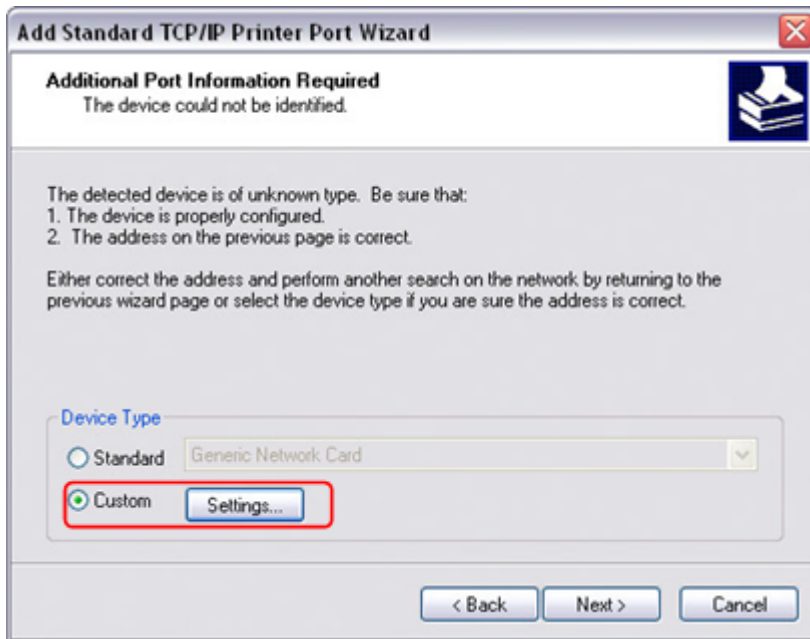 Add Standard TCP/IP Printer Port Wizard
Additional Port Information Required
The device could not be identified.
The detected device is of unknown type. Be sure that:
1. The device is properly configured.
2. The address on the previous page is correct.
Either correct the address and perform another search on the network by returning to the
previous wizard page or select the device type if you are sure the address is correct.
Device Type
Standard Generic Network Card
Custom Settings...
< Back Next > Cancel